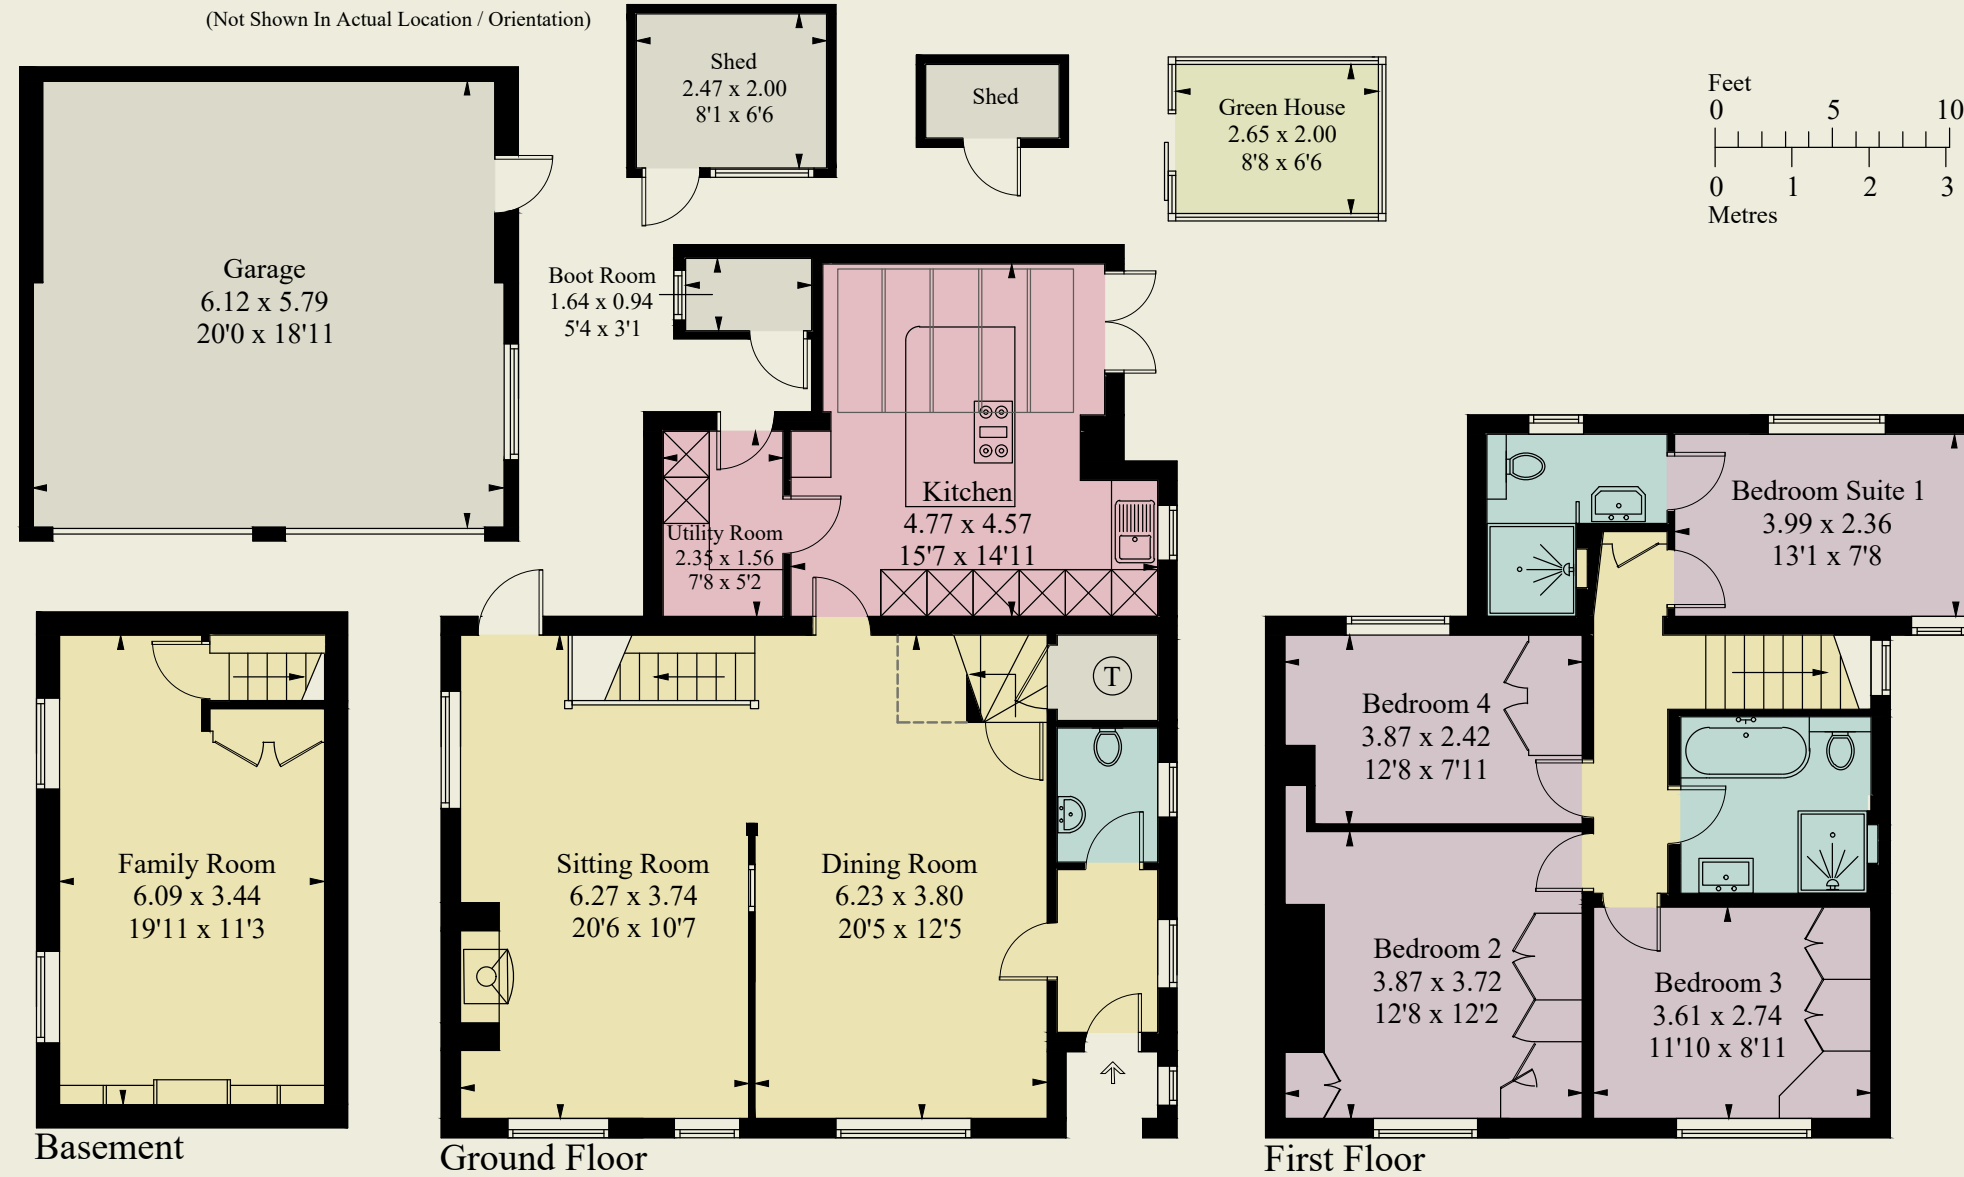 (Not Shown In Actual Location / Orientation)
Shed
2.47 x 2.00
8'1 x 6'6
Shed
Green House
2.65 x 2.00
8'8 x 6'6
Feet
0 5 10
0 1 2 3
Metres
Garage
6.12 x 5.79
20'0 x 18'11
Boot Room
1.64 x 0.94
5'4 x 3'1
Kitchen
4.77 x 4.57
15'7 x 14'11
Utility Room
2.35 x 1.56
7'8 x 5'2
Bedroom Suite 1
3.99 x 2.36
13'1 x 7'8
T
Family Room
6.09 x 3.44
19'11 x 11'3
Sitting Room
6.27 x 3.74
20'6 x 10'7
Dining Room
6.23 x 3.80
20'5 x 12'5
Bedroom 4
3.87 x 2.42
12'8 x 7'11
Bedroom 2
3.87 x 3.72
12'8 x 12'2
Bedroom 3
3.61 x 2.74
11'10 x 8'11
Basement
Ground Floor
First Floor